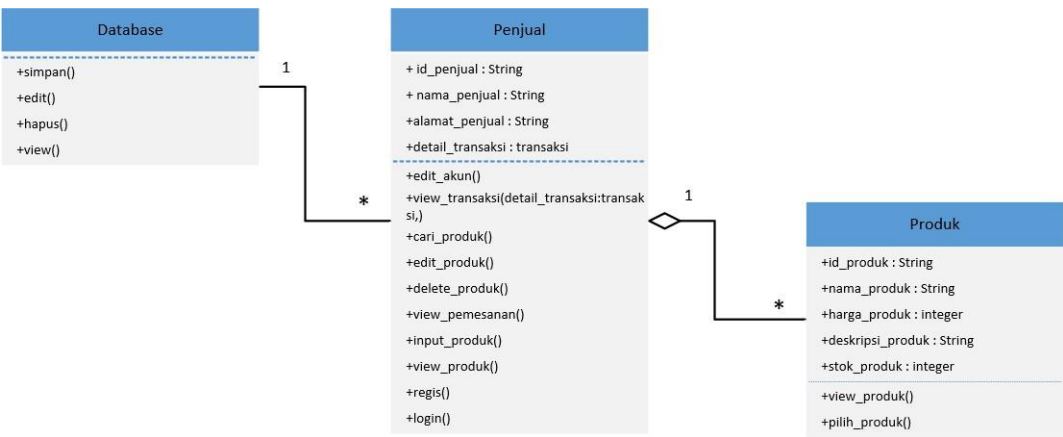 Database
+simpan()
+edit()
+hapus()
+view()
1
*
Penjual
+ id_penjual : String
+ nama_penjual : String
+alamat_penjual : String
+detail_transaksi : transaksi
+edit_akun()
+view_transaksi(detail_transaksi:transak
si,)
+cari_produk()
+edit_produk()
+delete_produk()
+view_pemesanan()
+input_produk()
+view_produk()
+regis()
+login()
1
*
Produk
+id_produk : String
+nama_produk : String
+harga_produk : integer
+deskripsi_produk : String
+stok_produk : integer
+view_produk()
+pilih_produk()